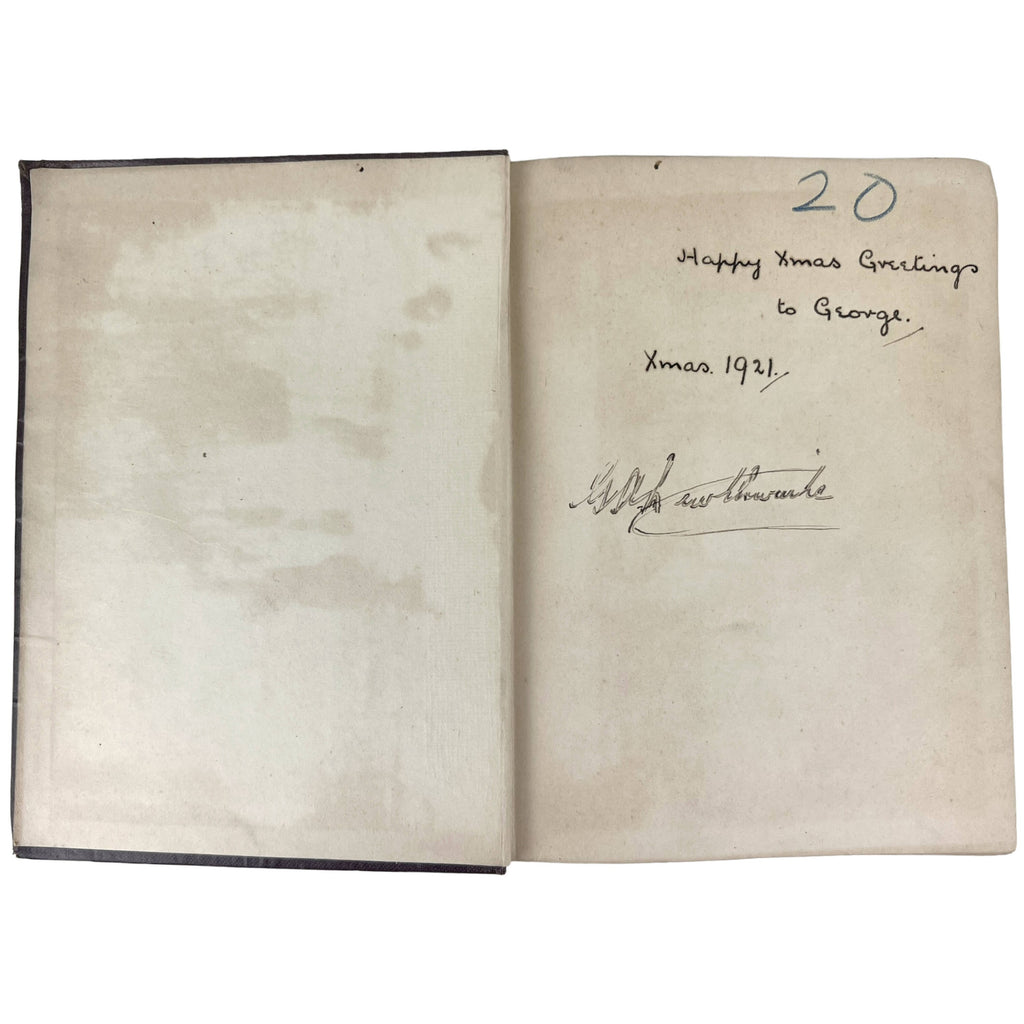 20
Happy Xmas Greetings
to George.
Xmas. 1921.